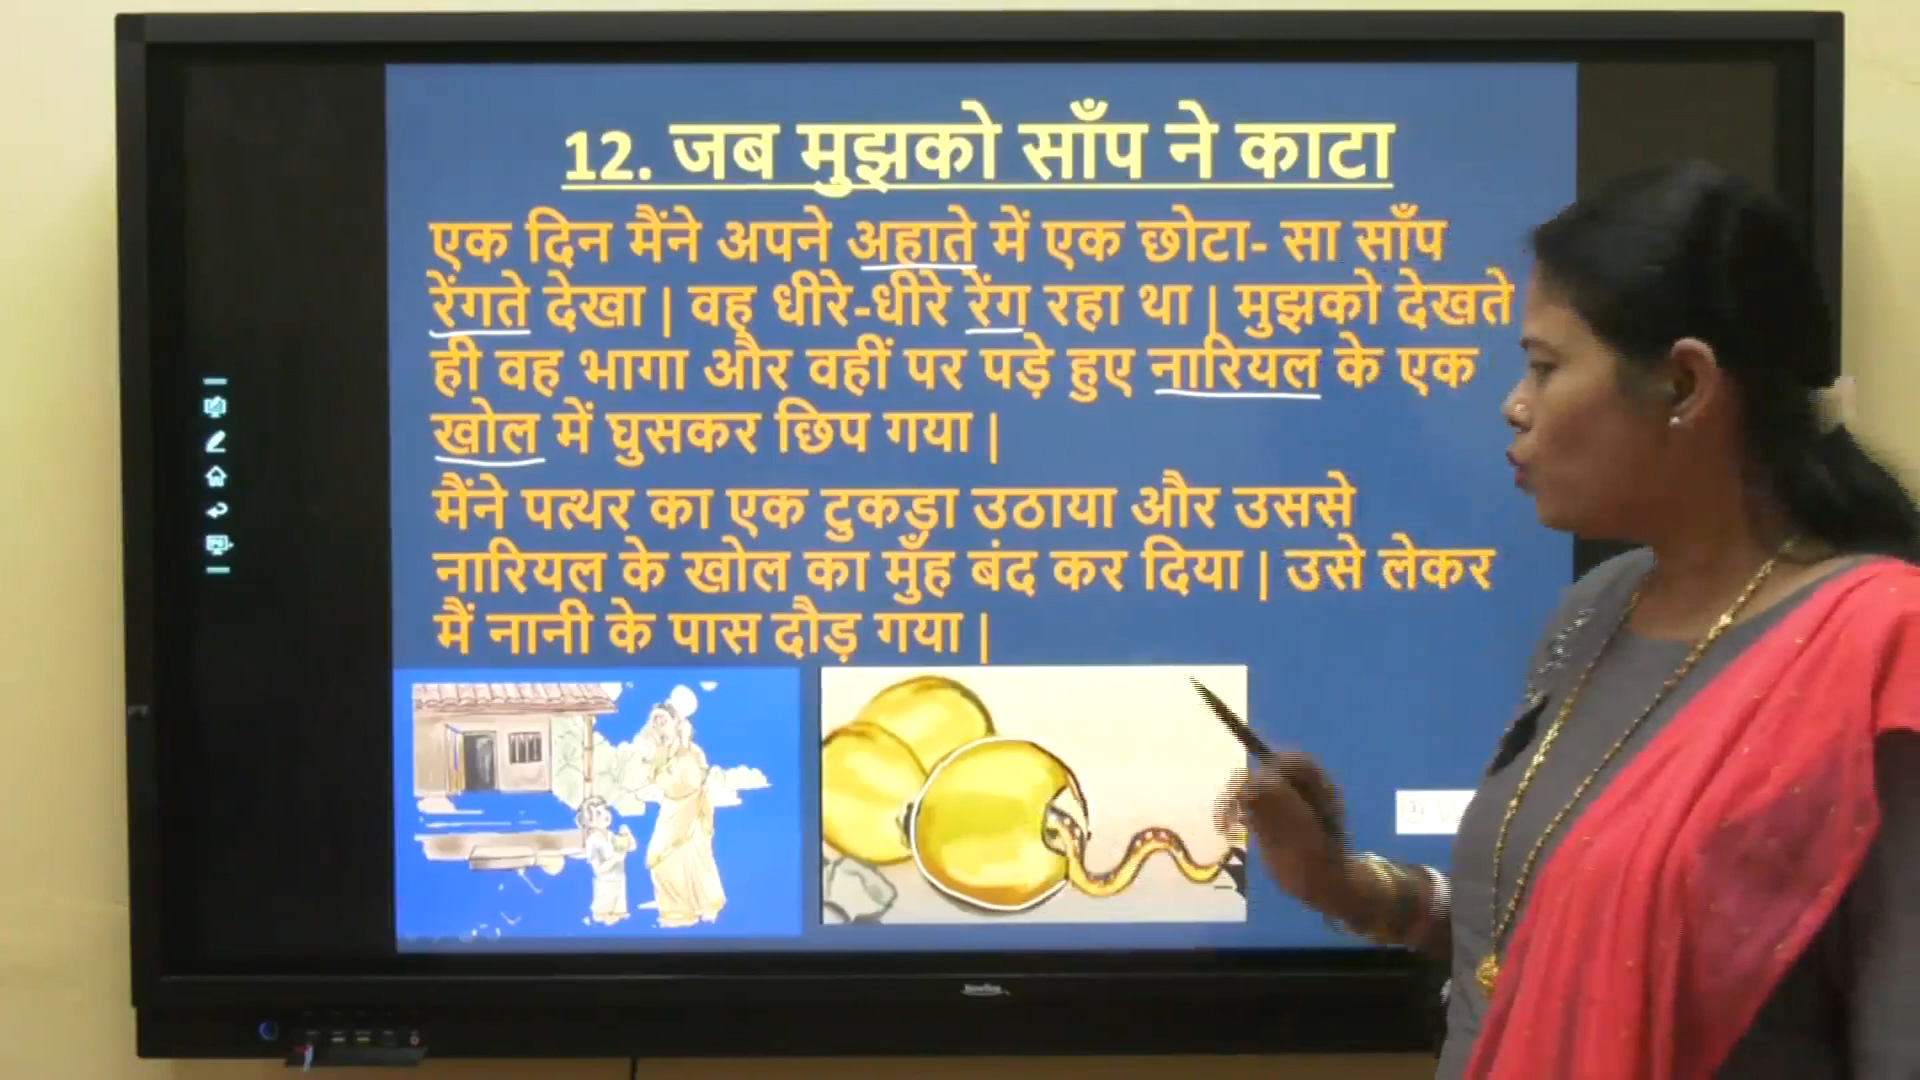 12. जब मुझको साँप ने काटा
एक दिन मैंने अपने अहाते में एक छोटा- सा साँप
रेंगते देखा | वह धीरे-धीरे रेंग रहा था | मुझको देखते
ही वह भागा और वहीं पर पड़े हुए नारियल के एक
खोल में घुसकर छिप गया |
मैंने पत्थर का एक टुकड़ा उठाया और उससे
नारियल के खोल का मुँह बंद कर दिया | उसे लेकर
मैं नानी के पास दौड़ गया |